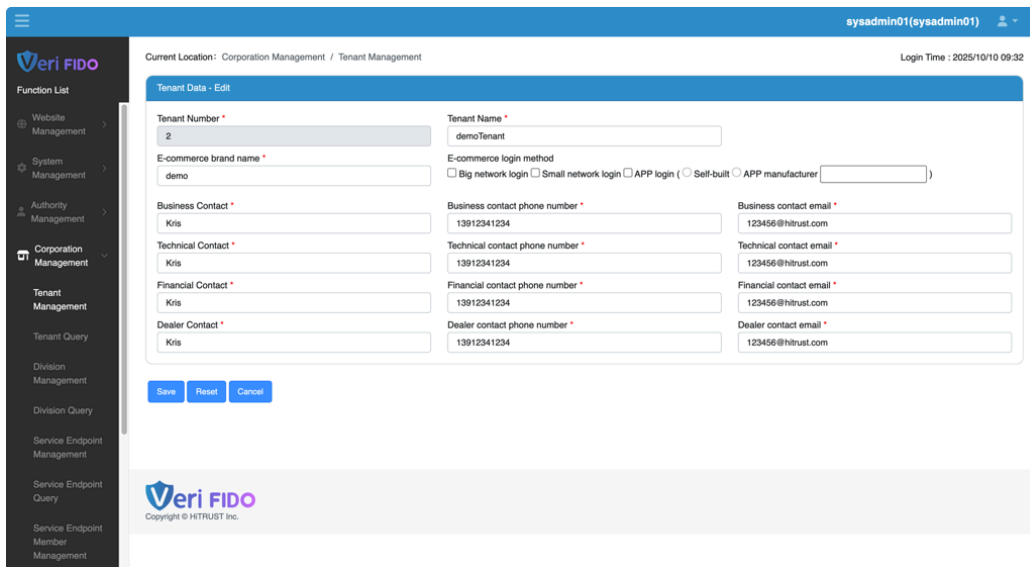 sysadmin01(sysadmin01)
Veri FIDO
Function List
Website
Management
System
Management
Authority
Management
Corporation
Management
Tenant
Management
Tenant Query
Division
Management
Division Query
Service Endpoint
Management
Service Endpoint
Query
Service Endpoint
Member
Management
Current Location: Corporation Management / Tenant Management
Login Time : 2025/10/10 09:32
Tenant Data - Edit
Tenant Number *
Tenant Name *
2
demoTenant
E-commerce brand name *
E-commerce login method
demo
Big network login Small network login APP login ( Self-built APP manufacturer )
Business Contact *
Business contact phone number *
Business contact email *
Kris
13912341234
123456@hitrust.com
Technical Contact *
Technical contact phone number *
Technical contact email *
Kris
13912341234
123456@hitrust.com
Financial Contact *
Financial contact phone number *
Financial contact email *
Kris
13912341234
123456@hitrust.com
Dealer Contact *
Dealer contact phone number *
Dealer contact email *
Kris
13912341234
123456@hitrust.com
Save Reset Cancel
Veri FIDO
Copyright © HiTRUST Inc.